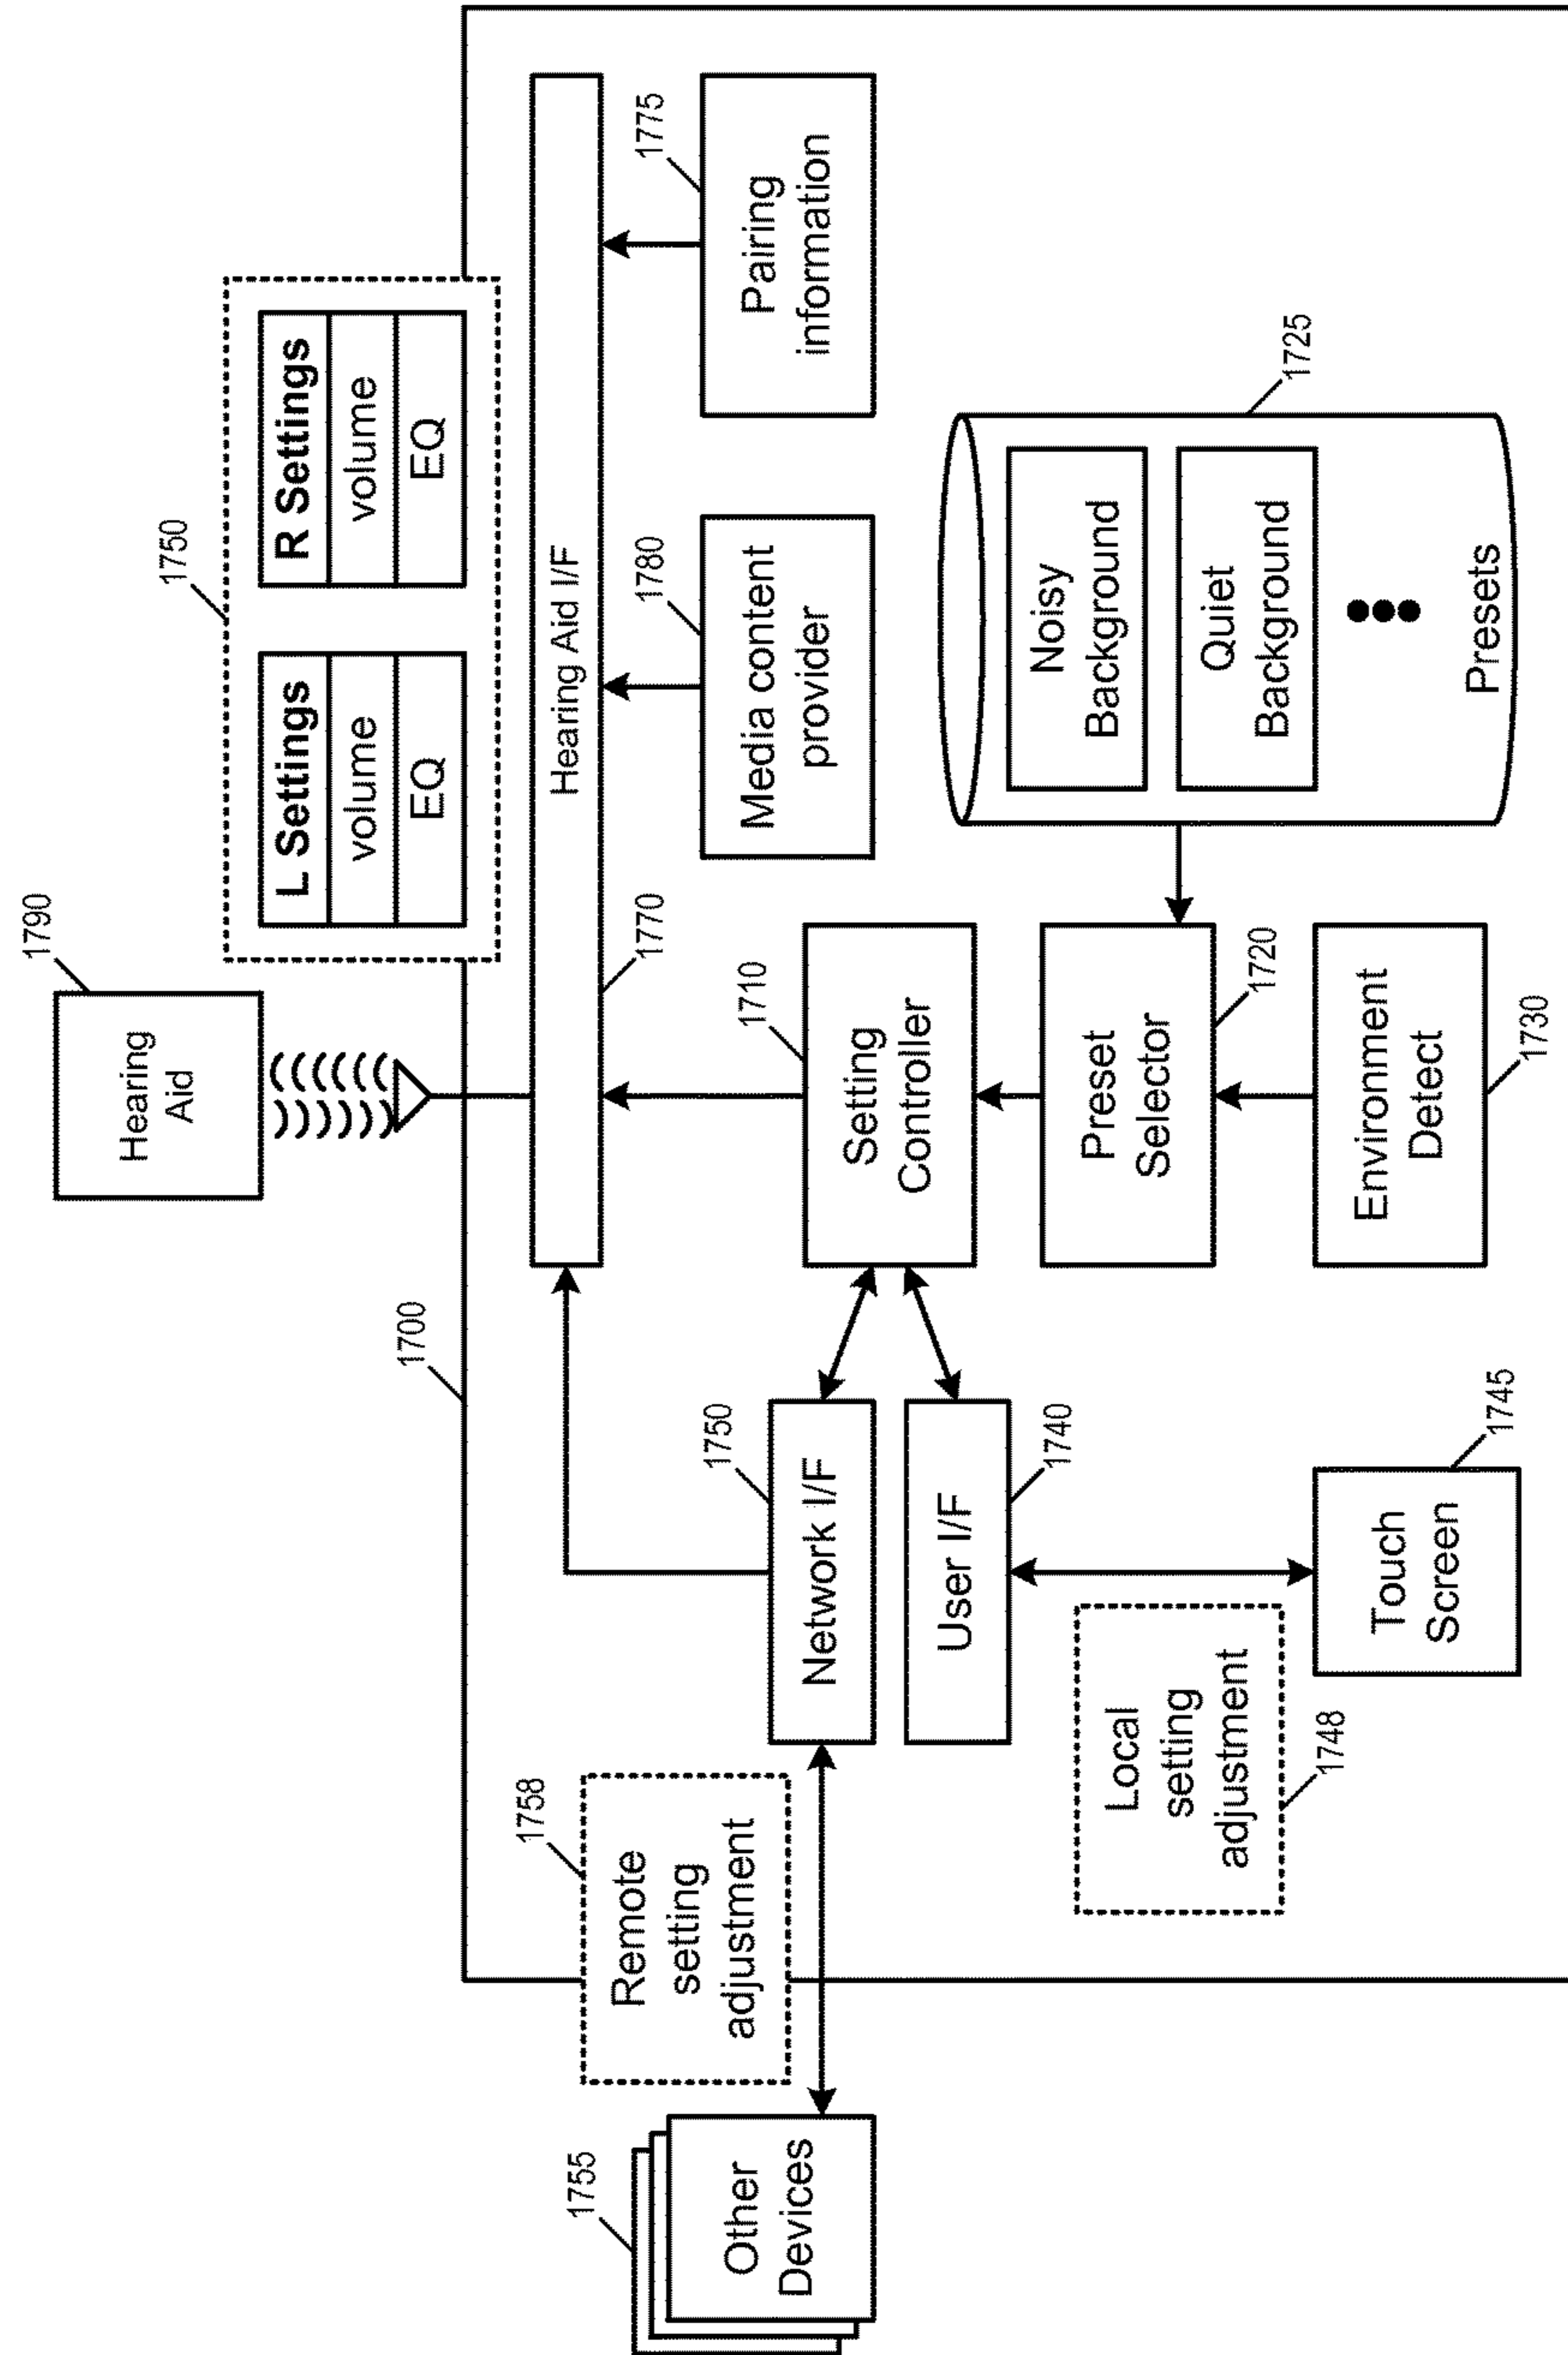 1790
Hearing
Aid
1750
L Settings
volume
EQ
R Settings
volume
EQ
1700
Hearing Aid I/F
1770
1755
Other
Devices
1758
Remote
setting
adjustment
1750
Network I/F
User I/F
1740
Local
setting
adjustment
1748
Touch
Screen
1745
1710
Setting
Controller
Preset
Selector
1720
Environment
Detect
1730
1780
Media content
provider
1775
Pairing
information
1725
Noisy
Background
Quiet
Background
Presets